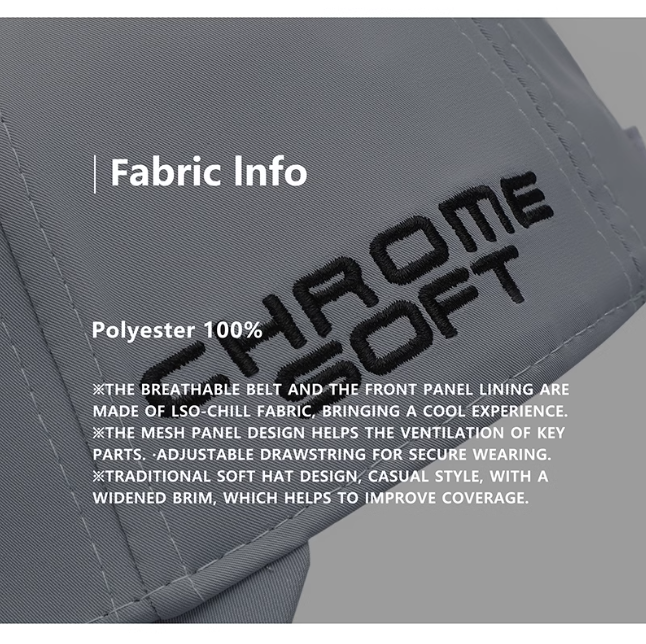 Fabric Info
CHROME
SOFT
Polyester 100%
※THE BREATHABLE BELT AND THE FRONT PANEL LINING ARE
MADE OF LSO-CHILL FABRIC, BRINGING A COOL EXPERIENCE.
※THE MESH PANEL DESIGN HELPS THE VENTILATION OF KEY
PARTS. ·ADJUSTABLE DRAWSTRING FOR SECURE WEARING.
※TRADITIONAL SOFT HAT DESIGN, CASUAL STYLE, WITH A
WIDENED BRIM, WHICH HELPS TO IMPROVE COVERAGE.